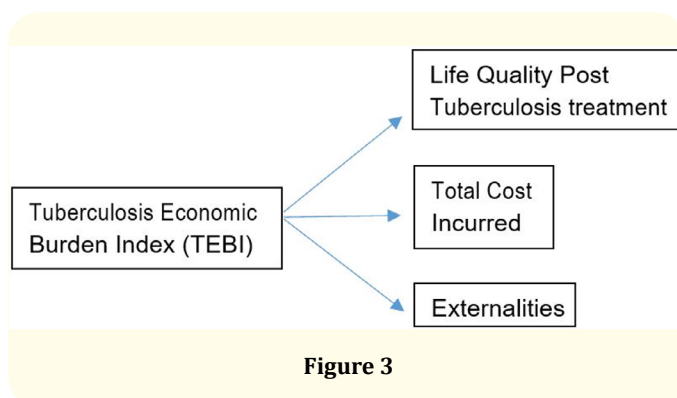 Life Quality Post
Tuberculosis treatment
Tuberculosis Economic
Burden Index (TEBI)
Total Cost
Incurred
Externalities
Figure 3